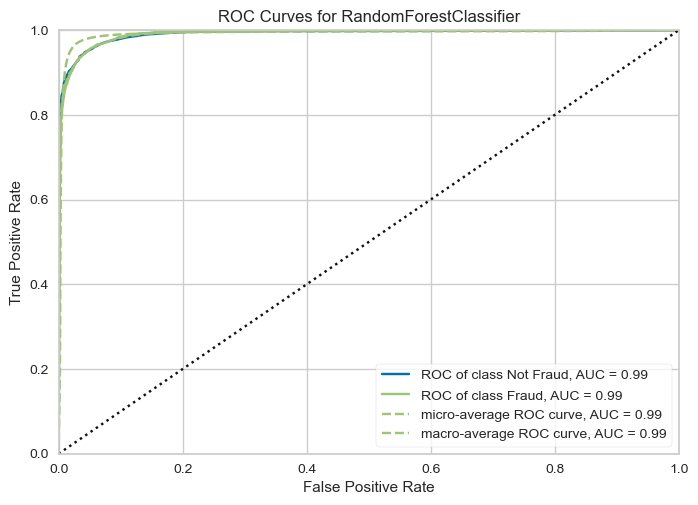 ROC Curves for RandomForestClassifier
1.0
0.8
0.6
0.4
0.2
0.0
True Positive Rate
ROC of class Not Fraud, AUC = 0.99
ROC of class Fraud, AUC = 0.99
micro-average ROC curve, AUC = 0.99
macro-average ROC curve, AUC = 0.99
0.0 0.2 0.4 0.6 0.8 1.0
False Positive Rate